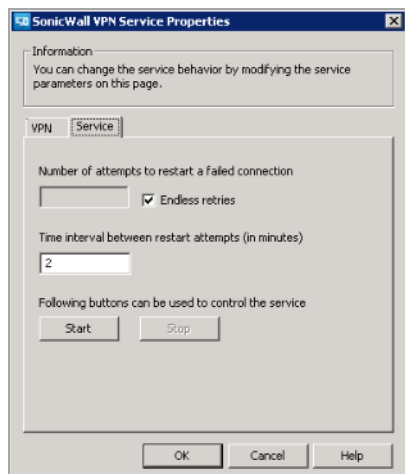 SonicWall VPN Service Properties
Information
You can change the service behavior by modifying the service
parameters on this page.
VPN
Service
Number of attempts to restart a failed connection
Endless retries
Time interval between restart attempts (in minutes)
2
Following buttons can be used to control the service
Start
Stop
OK
Cancel
Help